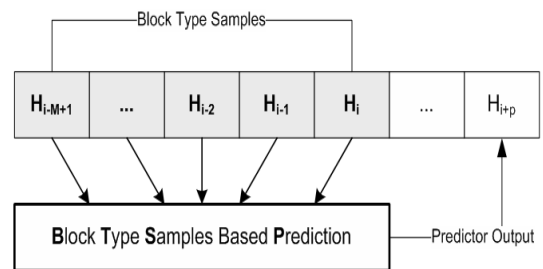 Block Type Samples
H_{i-M+1} ... H_{i-2} H_{i-1} H_i ... H_{i+p}
Block Type Samples Based Prediction
Predictor Output